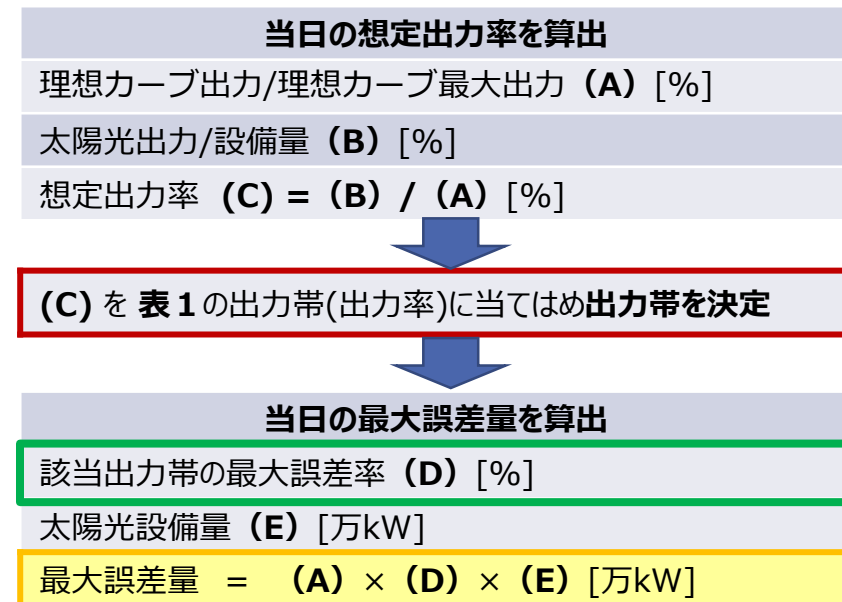 当日の想定出力率を算出
理想カーブ出力/理想カーブ最大出力（A）[%]
太陽光出力/設備量（B）[%]
想定出力率 (C) =（B）/（A）[%]
(C) を 表１の出力帯(出力率)に当てはめ出力帯を決定
当日の最大誤差量を算出
該当出力帯の最大誤差率（D）[%]
太陽光設備量（E）[万kW]
最大誤差量 = （A）×（D）×（E）[万kW]